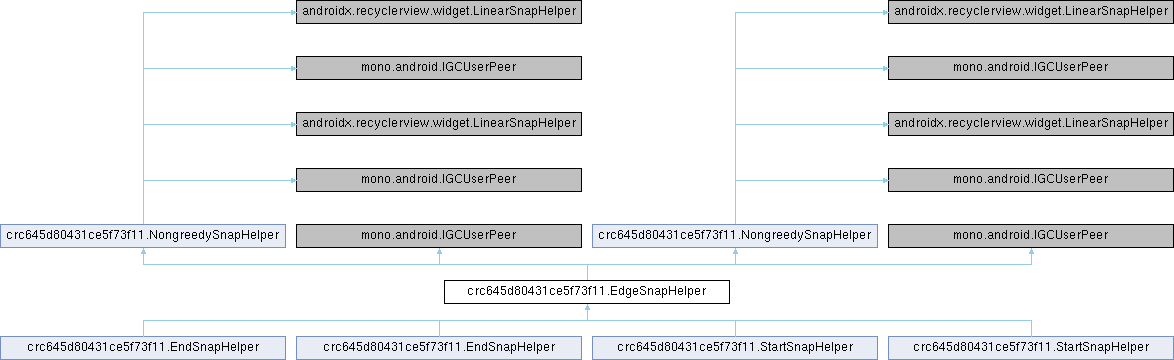 androidx.recyclerview.widget.LinearSnapHelper androidx.recyclerview.widget.LinearSnapHelper
mono.android.IGCUserPeer mono.android.IGCUserPeer
androidx.recyclerview.widget.LinearSnapHelper androidx.recyclerview.widget.LinearSnapHelper
mono.android.IGCUserPeer mono.android.IGCUserPeer
crc645d80431ce5f73f11.NongreedySnapHelper mono.android.IGCUserPeer crc645d80431ce5f73f11.NongreedySnapHelper mono.android.IGCUserPeer
crc645d80431ce5f73f11.EdgeSnapHelper
crc645d80431ce5f73f11.EndSnapHelper crc645d80431ce5f73f11.EndSnapHelper crc645d80431ce5f73f11.StartSnapHelper crc645d80431ce5f73f11.StartSnapHelper